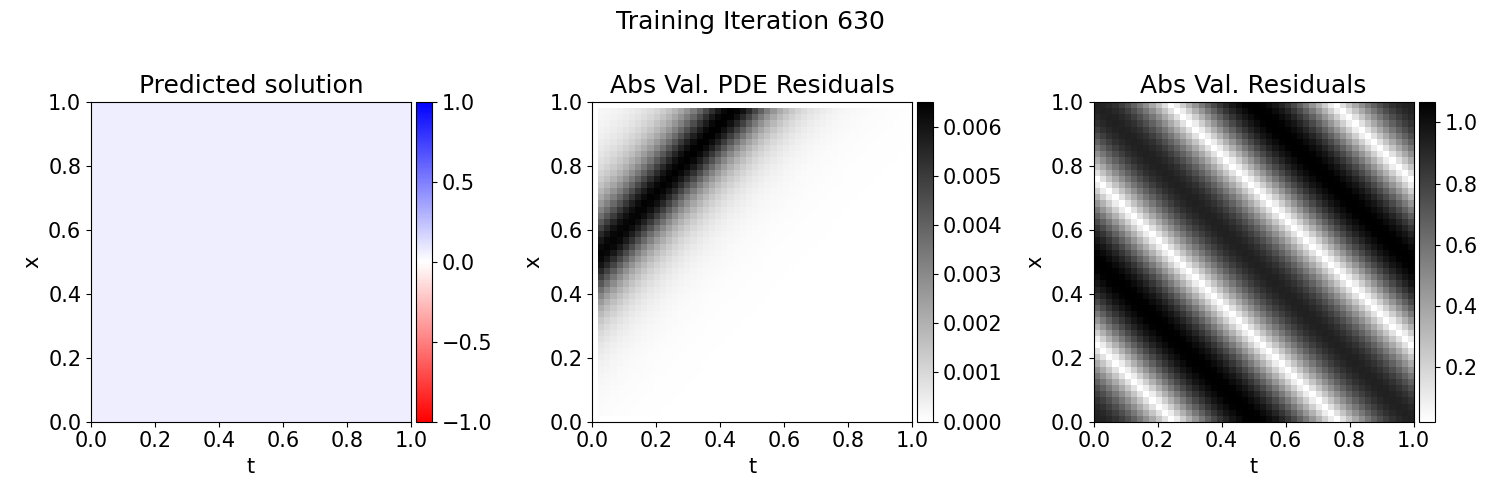 Training Iteration 630
Predicted solution
1.0
0.8
0.6
0.4
0.2
0.0
x
0.0 0.2 0.4 0.6 0.8 1.0
t
1.0
0.5
0.0
−0.5
−1.0
Abs Val. PDE Residuals
1.0
0.8
0.6
0.4
0.2
0.0
x
0.0 0.2 0.4 0.6 0.8 1.0
t
0.006
0.005
0.004
0.003
0.002
0.001
0.000
Abs Val. Residuals
1.0
0.8
0.6
0.4
0.2
0.0
x
0.0 0.2 0.4 0.6 0.8 1.0
t
1.0
0.8
0.6
0.4
0.2